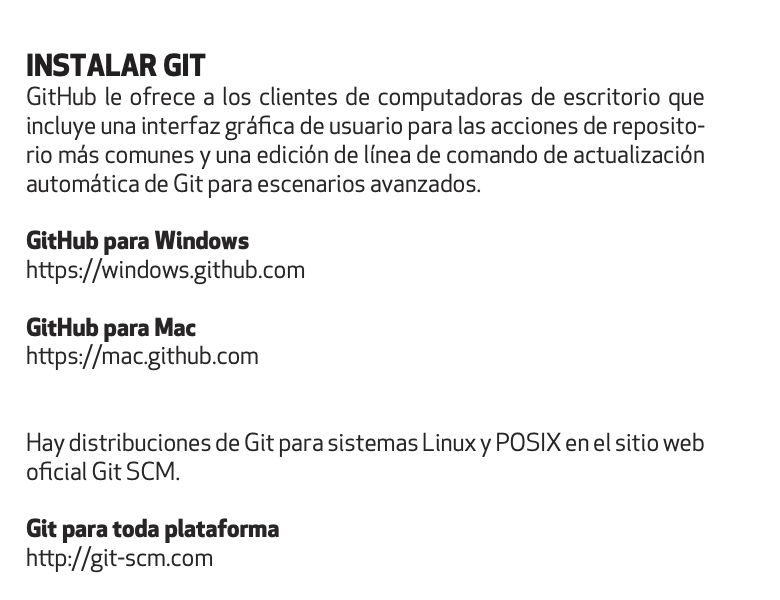 INSTALAR GIT
GitHub le ofrece a los clientes de computadoras de escritorio que
incluye una interfaz gráfica de usuario para las acciones de reposito-
rio más comunes y una edición de línea de comando de actualización
automática de Git para escenarios avanzados.
GitHub para Windows
https://windows.github.com
GitHub para Mac
https://mac.github.com
Hay distribuciones de Git para sistemas Linux y POSIX en el sitio web
oficial Git SCM.
Git para toda plataforma
http://git-scm.com